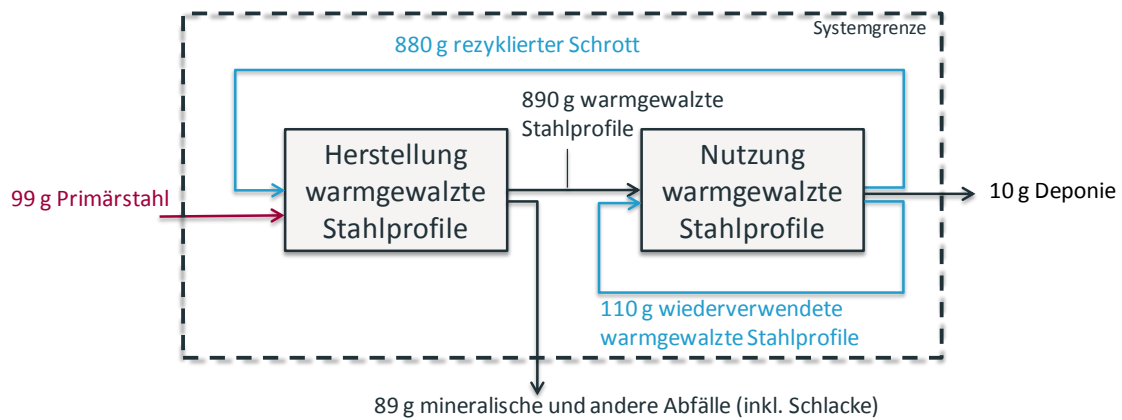 Systemgrenze
880 g rezyklierter Schrott
890 g warmgewalzte
Stahlprofile
Herstellung
warmgewalzte
Stahlprofile
Nutzung
warmgewalzte
Stahlprofile
99 g Primärstahl
10 g Deponie
110 g wiederverwendete
warmgewalzte Stahlprofile
89 g mineralische und andere Abfälle (inkl. Schlacke)